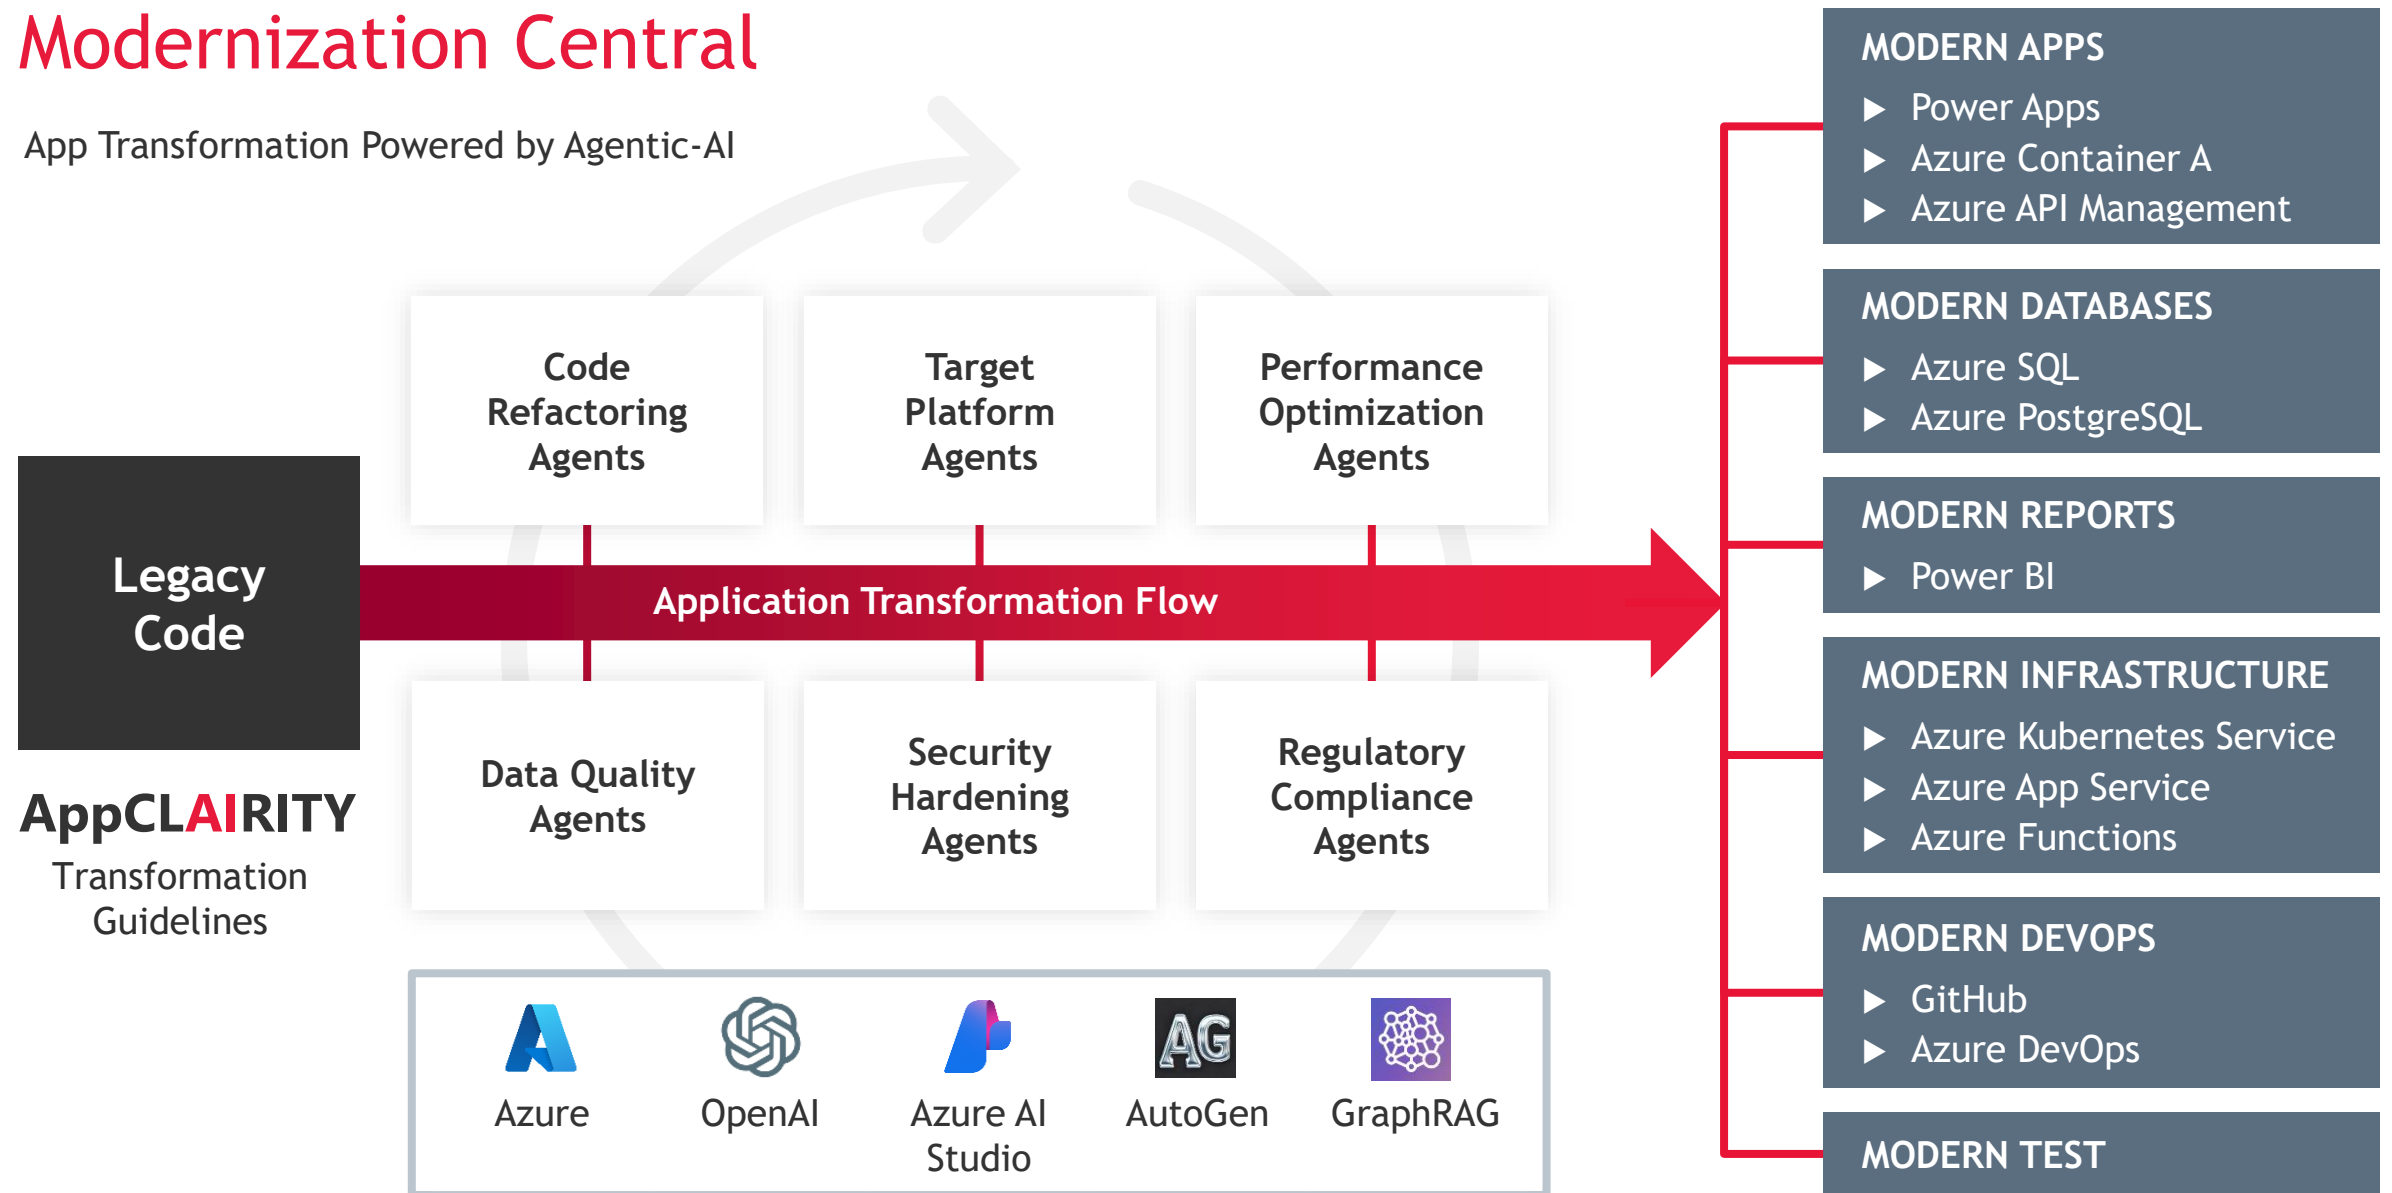 Modernization Central
App Transformation Powered by Agentic-AI
Legacy
Code
AppCLAIRITY
Transformation
Guidelines
Code
Refactoring
Agents
Target
Platform
Agents
Performance
Optimization
Agents
Application Transformation Flow
Data Quality
Agents
Security
Hardening
Agents
Regulatory
Compliance
Agents
Azure
OpenAI
Azure AI
Studio
AG
AutoGen
GraphRAG
MODERN APPS
Power Apps
Azure Container A
Azure API Management
MODERN DATABASES
Azure SQL
Azure PostgreSQL
MODERN REPORTS
Power BI
MODERN INFRASTRUCTURE
Azure Kubernetes Service
Azure App Service
Azure Functions
MODERN DEVOPS
GitHub
Azure DevOps
MODERN TEST